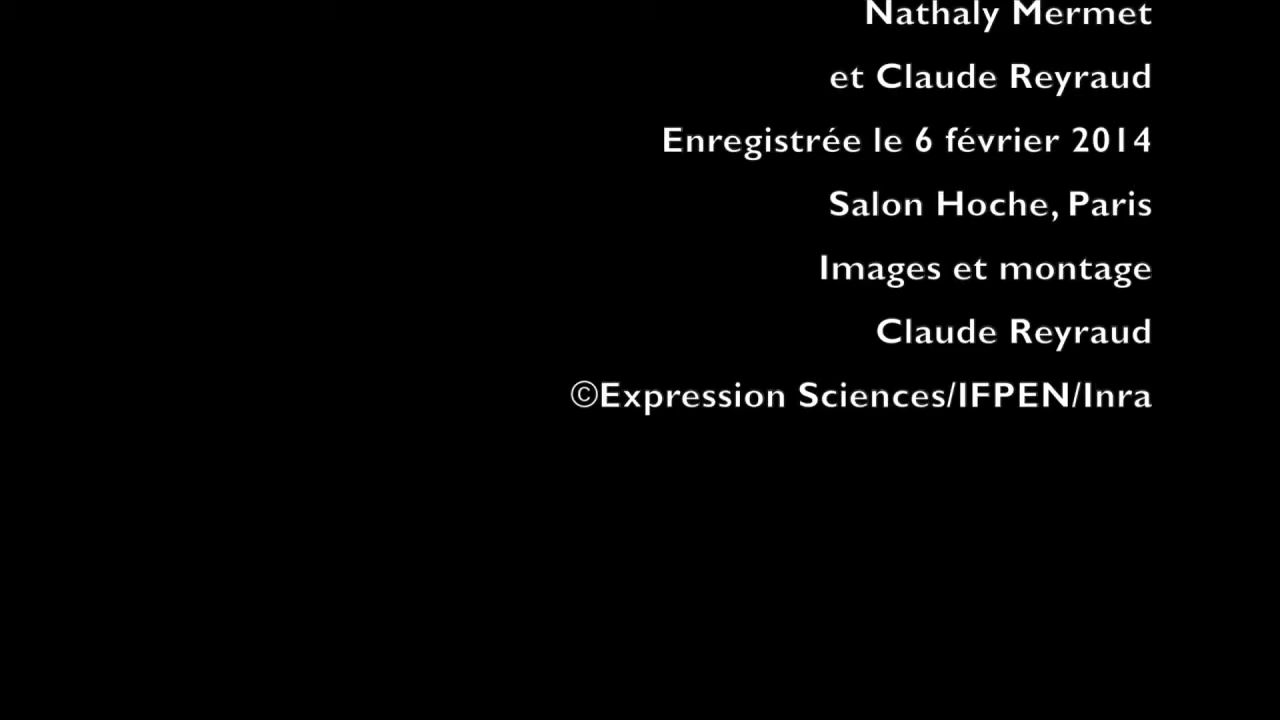 Nathaly Mermet
et Claude Reyraud
Enregistrée le 6 février 2014
Salon Hoche, Paris
Images et montage
Claude Reyraud
©Expression Sciences/IFPEN/Inra